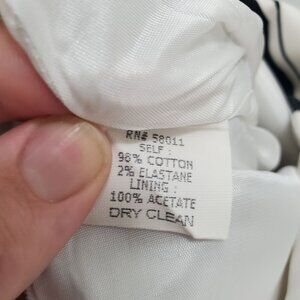 RN# 58011
SELF:
98% COTTON
2% ELASTANE
LINING:
100% ACETATE
DRY CLEAN